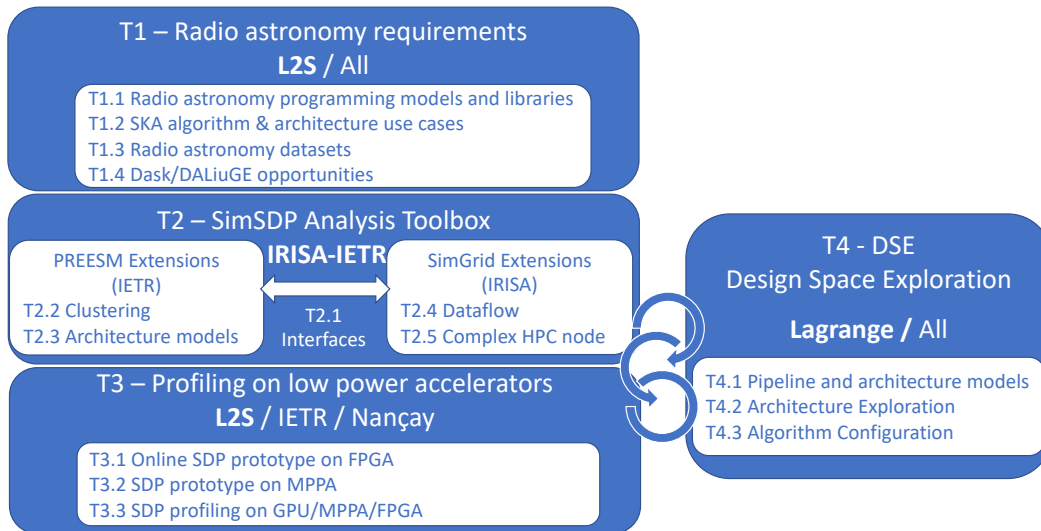 T1 – Radio astronomy requirements
L2S / All
T1.1 Radio astronomy programming models and libraries
T1.2 SKA algorithm & architecture use cases
T1.3 Radio astronomy datasets
T1.4 Dask/DALiuGE opportunities
T2 – SimSDP Analysis Toolbox
IRISA-IETR
PREESM Extensions
(IETR)
T2.2 Clustering
T2.3 Architecture models
T2.1
Interfaces
SimGrid Extensions
(IRISA)
T2.4 Dataflow
T2.5 Complex HPC node
T3 – Profiling on low power accelerators
L2S / IETR / Nançay
T3.1 Online SDP prototype on FPGA
T3.2 SDP prototype on MPPA
T3.3 SDP profiling on GPU/MPPA/FPGA
T4 - DSE
Design Space Exploration
Lagrange / All
T4.1 Pipeline and architecture models
T4.2 Architecture Exploration
T4.3 Algorithm Configuration